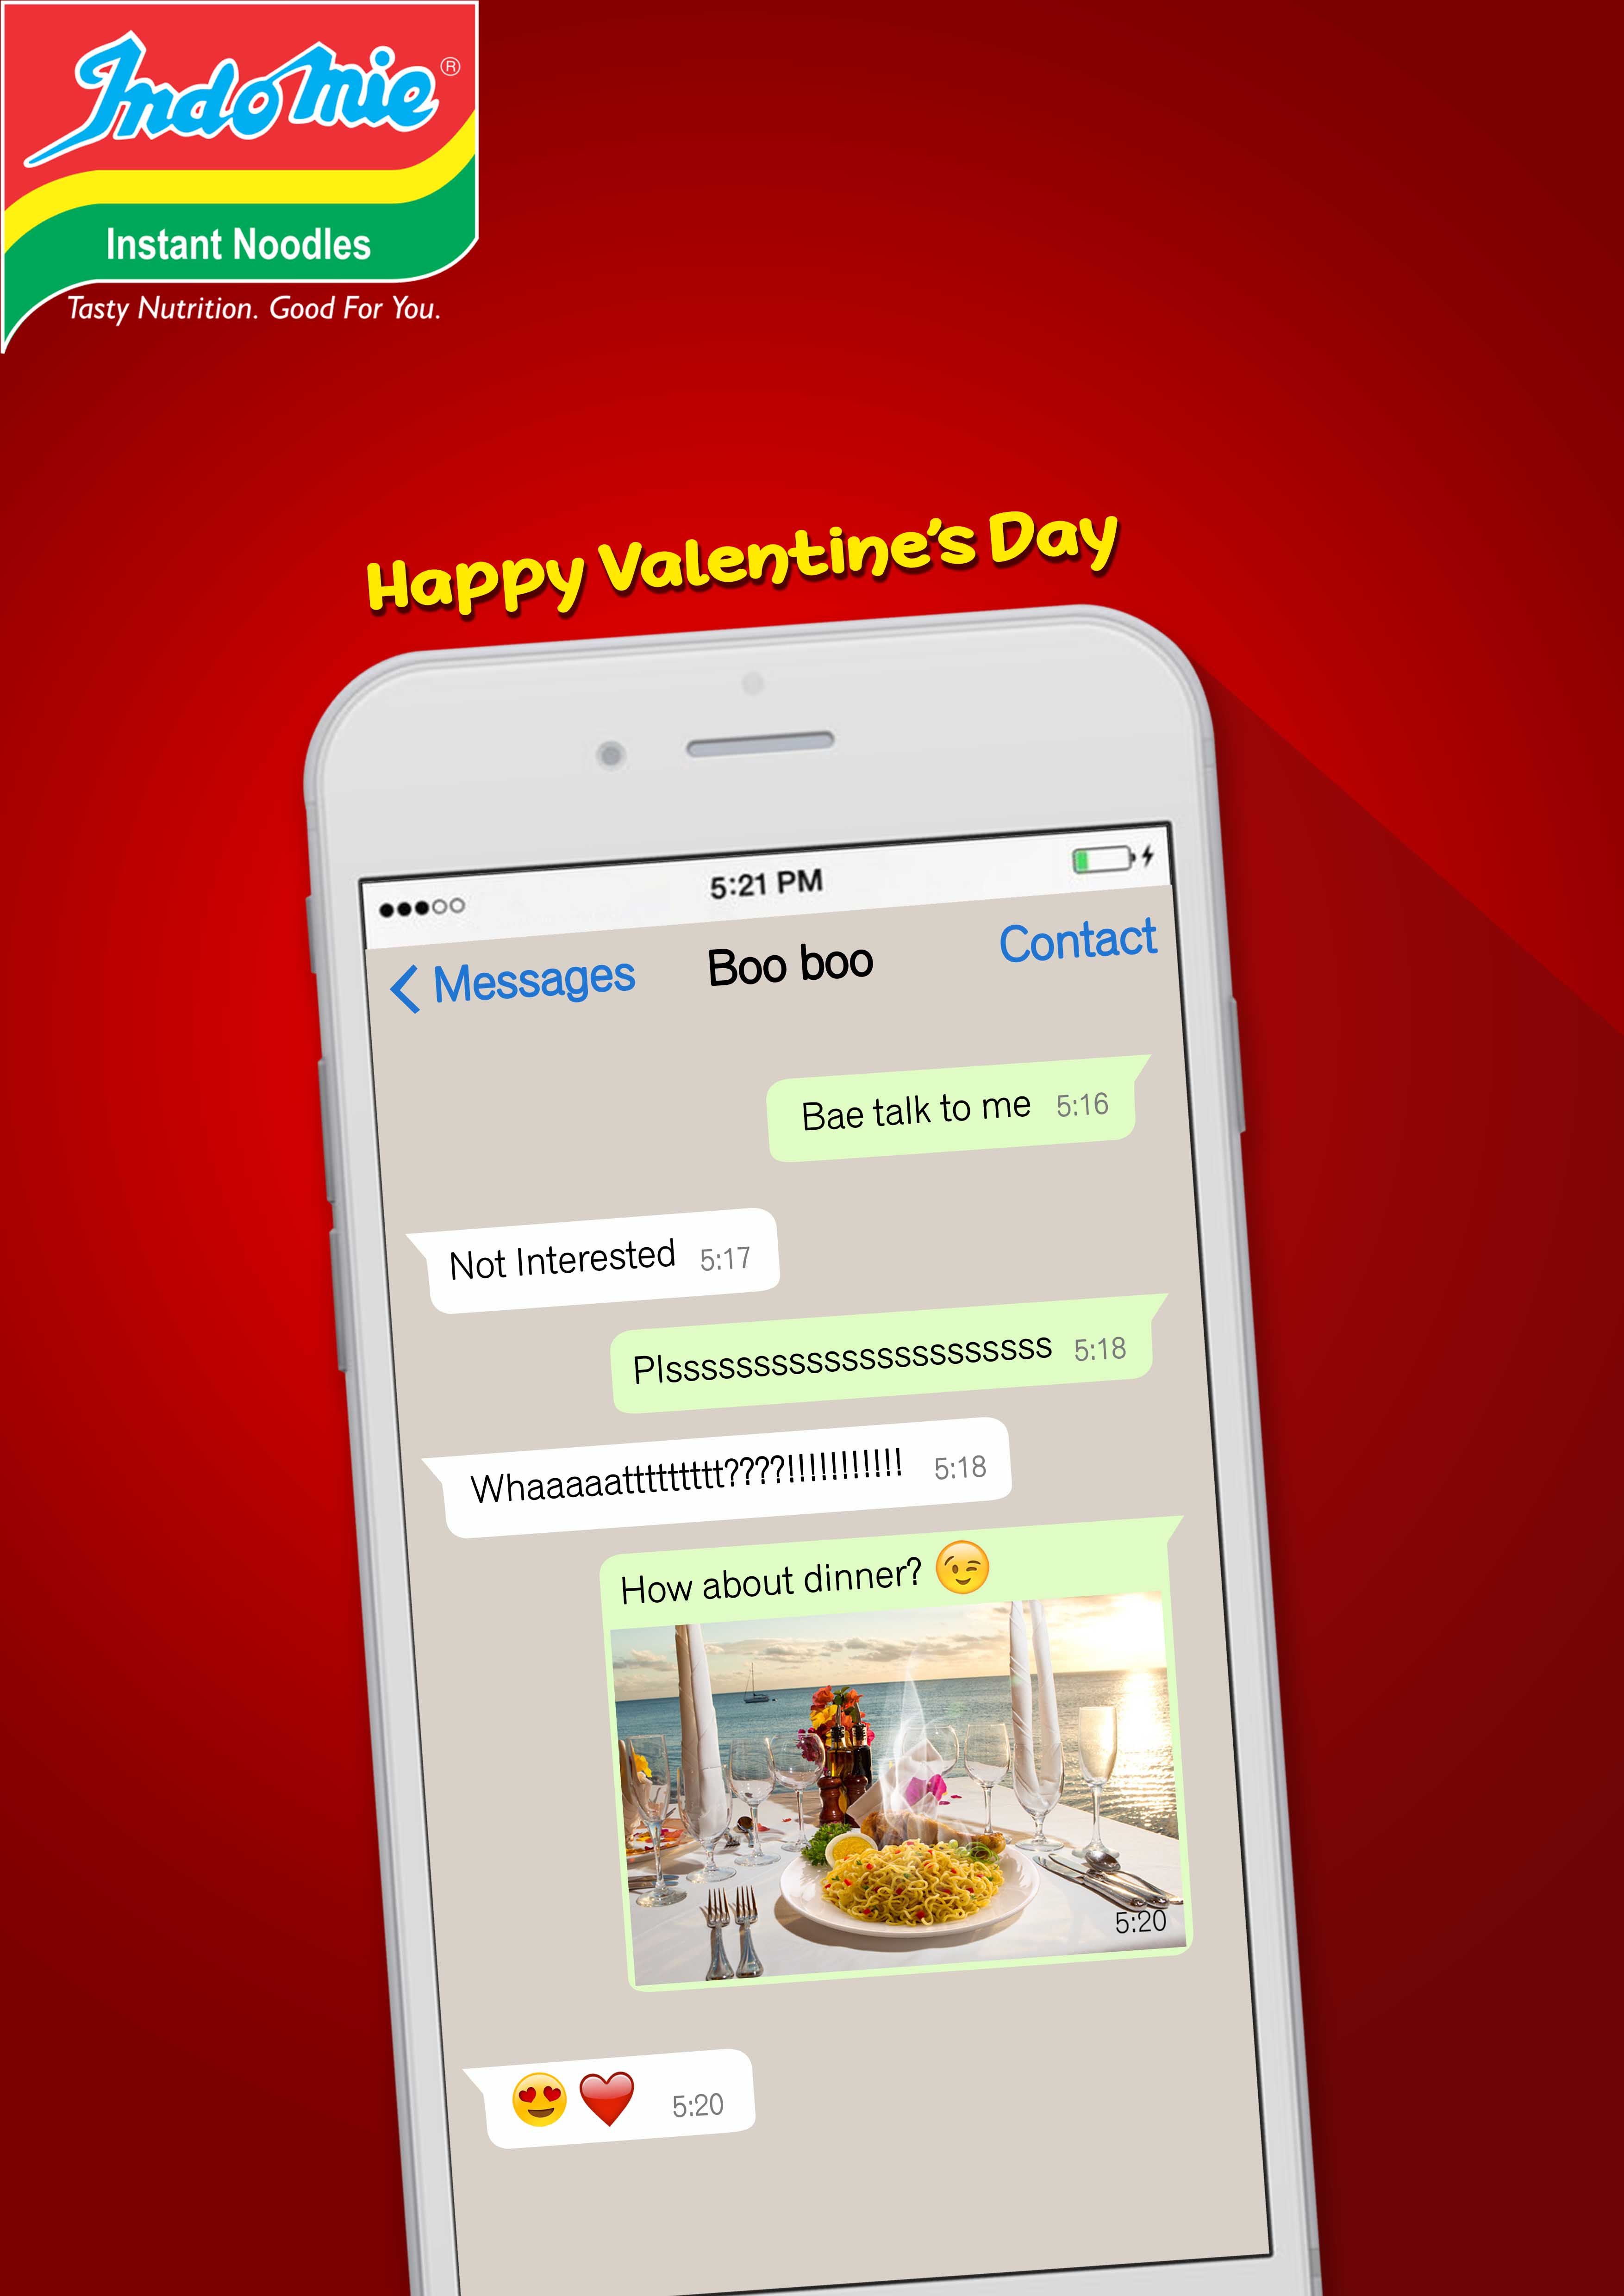 Indomie®
Instant Noodles
Tasty Nutrition. Good For You.
Happy Valentine's Day
5:21 PM
Messages Boo boo Contact
Bae talk to me 5:16
Not Interested 5:17
Plssssssssssssssssssssss 5:18
Whaaaaattttttttt????!!!!!!!!!!! 5:18
How about dinner? 😉
5:20
😍❤️ 5:20